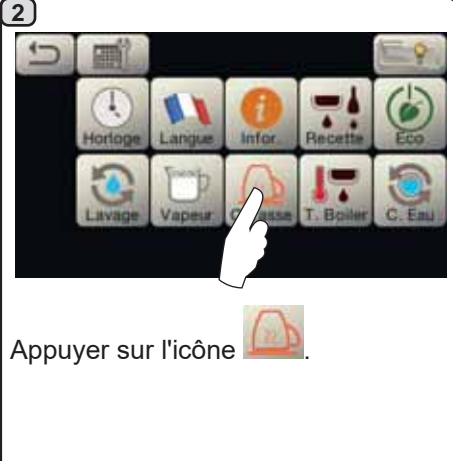 2
Horloge Langue Infor. Recette Eco
Lavage Vapeur T. Boiler C. Eau
Appuyer sur l'icône .